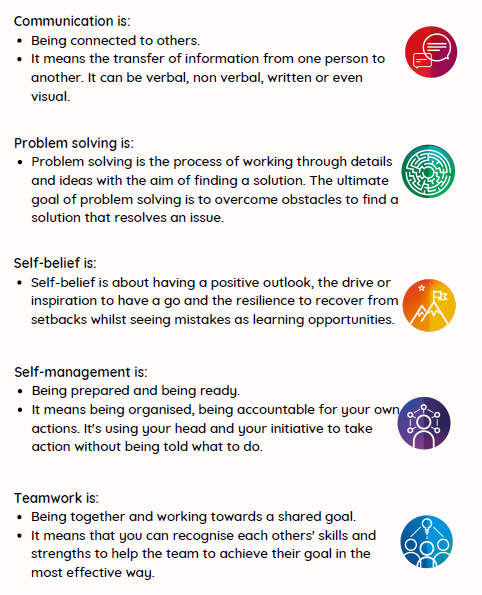 Communication is:
• Being connected to others.
• It means the transfer of information from one person to
another. It can be verbal, non verbal, written or even
visual.
Problem solving is:
• Problem solving is the process of working through details
and ideas with the aim of finding a solution. The ultimate
goal of problem solving is to overcome obstacles to find a
solution that resolves an issue.
Self-belief is:
• Self-belief is about having a positive outlook, the drive or
inspiration to have a go and the resilience to recover from
setbacks whilst seeing mistakes as learning opportunities.
Self-management is:
• Being prepared and being ready.
• It means being organised, being accountable for your own
actions. It's using your head and your initiative to take
action without being told what to do.
Teamwork is:
• Being together and working towards a shared goal.
• It means that you can recognise each others' skills and
strengths to help the team to achieve their goal in the
most effective way.